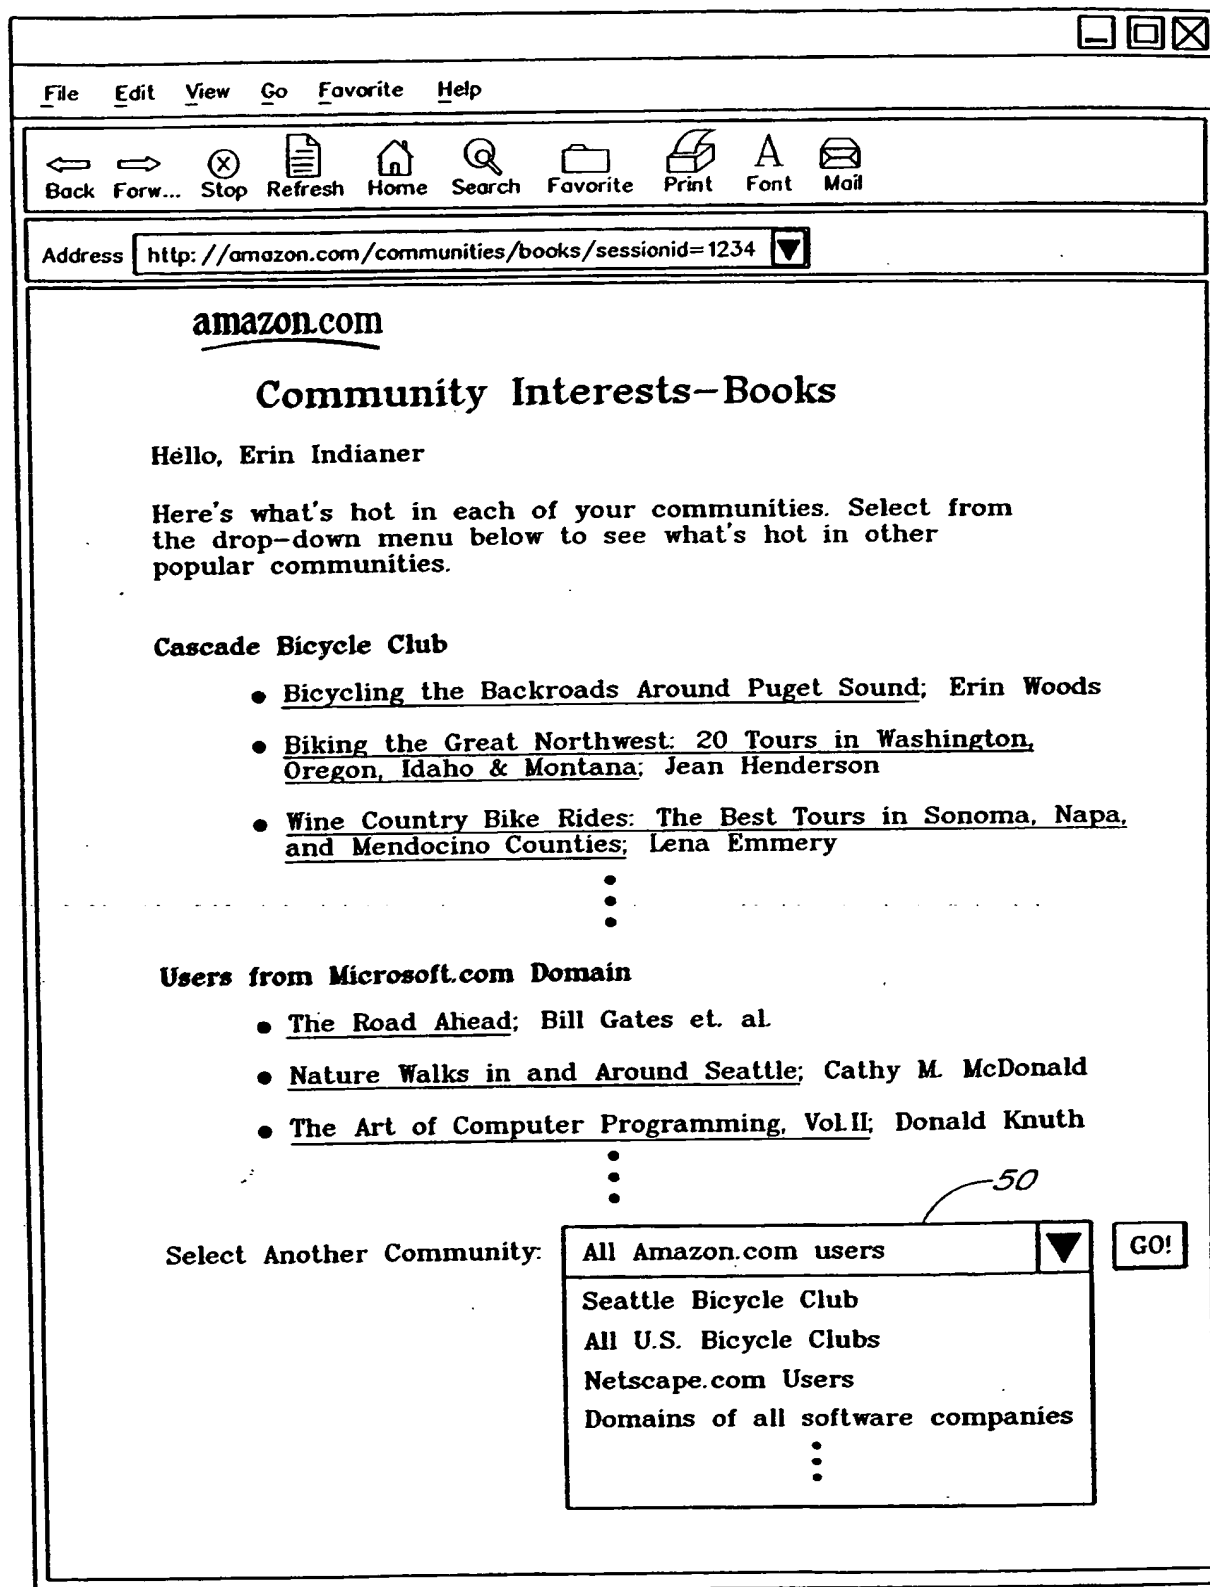 File Edit View Go Favorite Help
Back Forw... Stop Refresh Home Search Favorite Print Font Mail
Address http://amazon.com/communities/books/sessionid=1234
amazon.com
Community Interests-Books
Hello, Erin Indianer
Here's what's hot in each of your communities. Select from
the drop-down menu below to see what's hot in other
popular communities.
Cascade Bicycle Club
• Bicycling the Backroads Around Puget Sound; Erin Woods
• Biking the Great Northwest: 20 Tours in Washington,
Oregon, Idaho & Montana; Jean Henderson
• Wine Country Bike Rides: The Best Tours in Sonoma, Napa,
and Mendocino Counties; Lena Emmery
Users from Microsoft.com Domain
• The Road Ahead; Bill Gates et. al.
• Nature Walks in and Around Seattle; Cathy M. McDonald
• The Art of Computer Programming, Vol.II; Donald Knuth
50
Select Another Community: All Amazon.com users GO!
Seattle Bicycle Club
All U.S. Bicycle Clubs
Netscape.com Users
Domains of all software companies